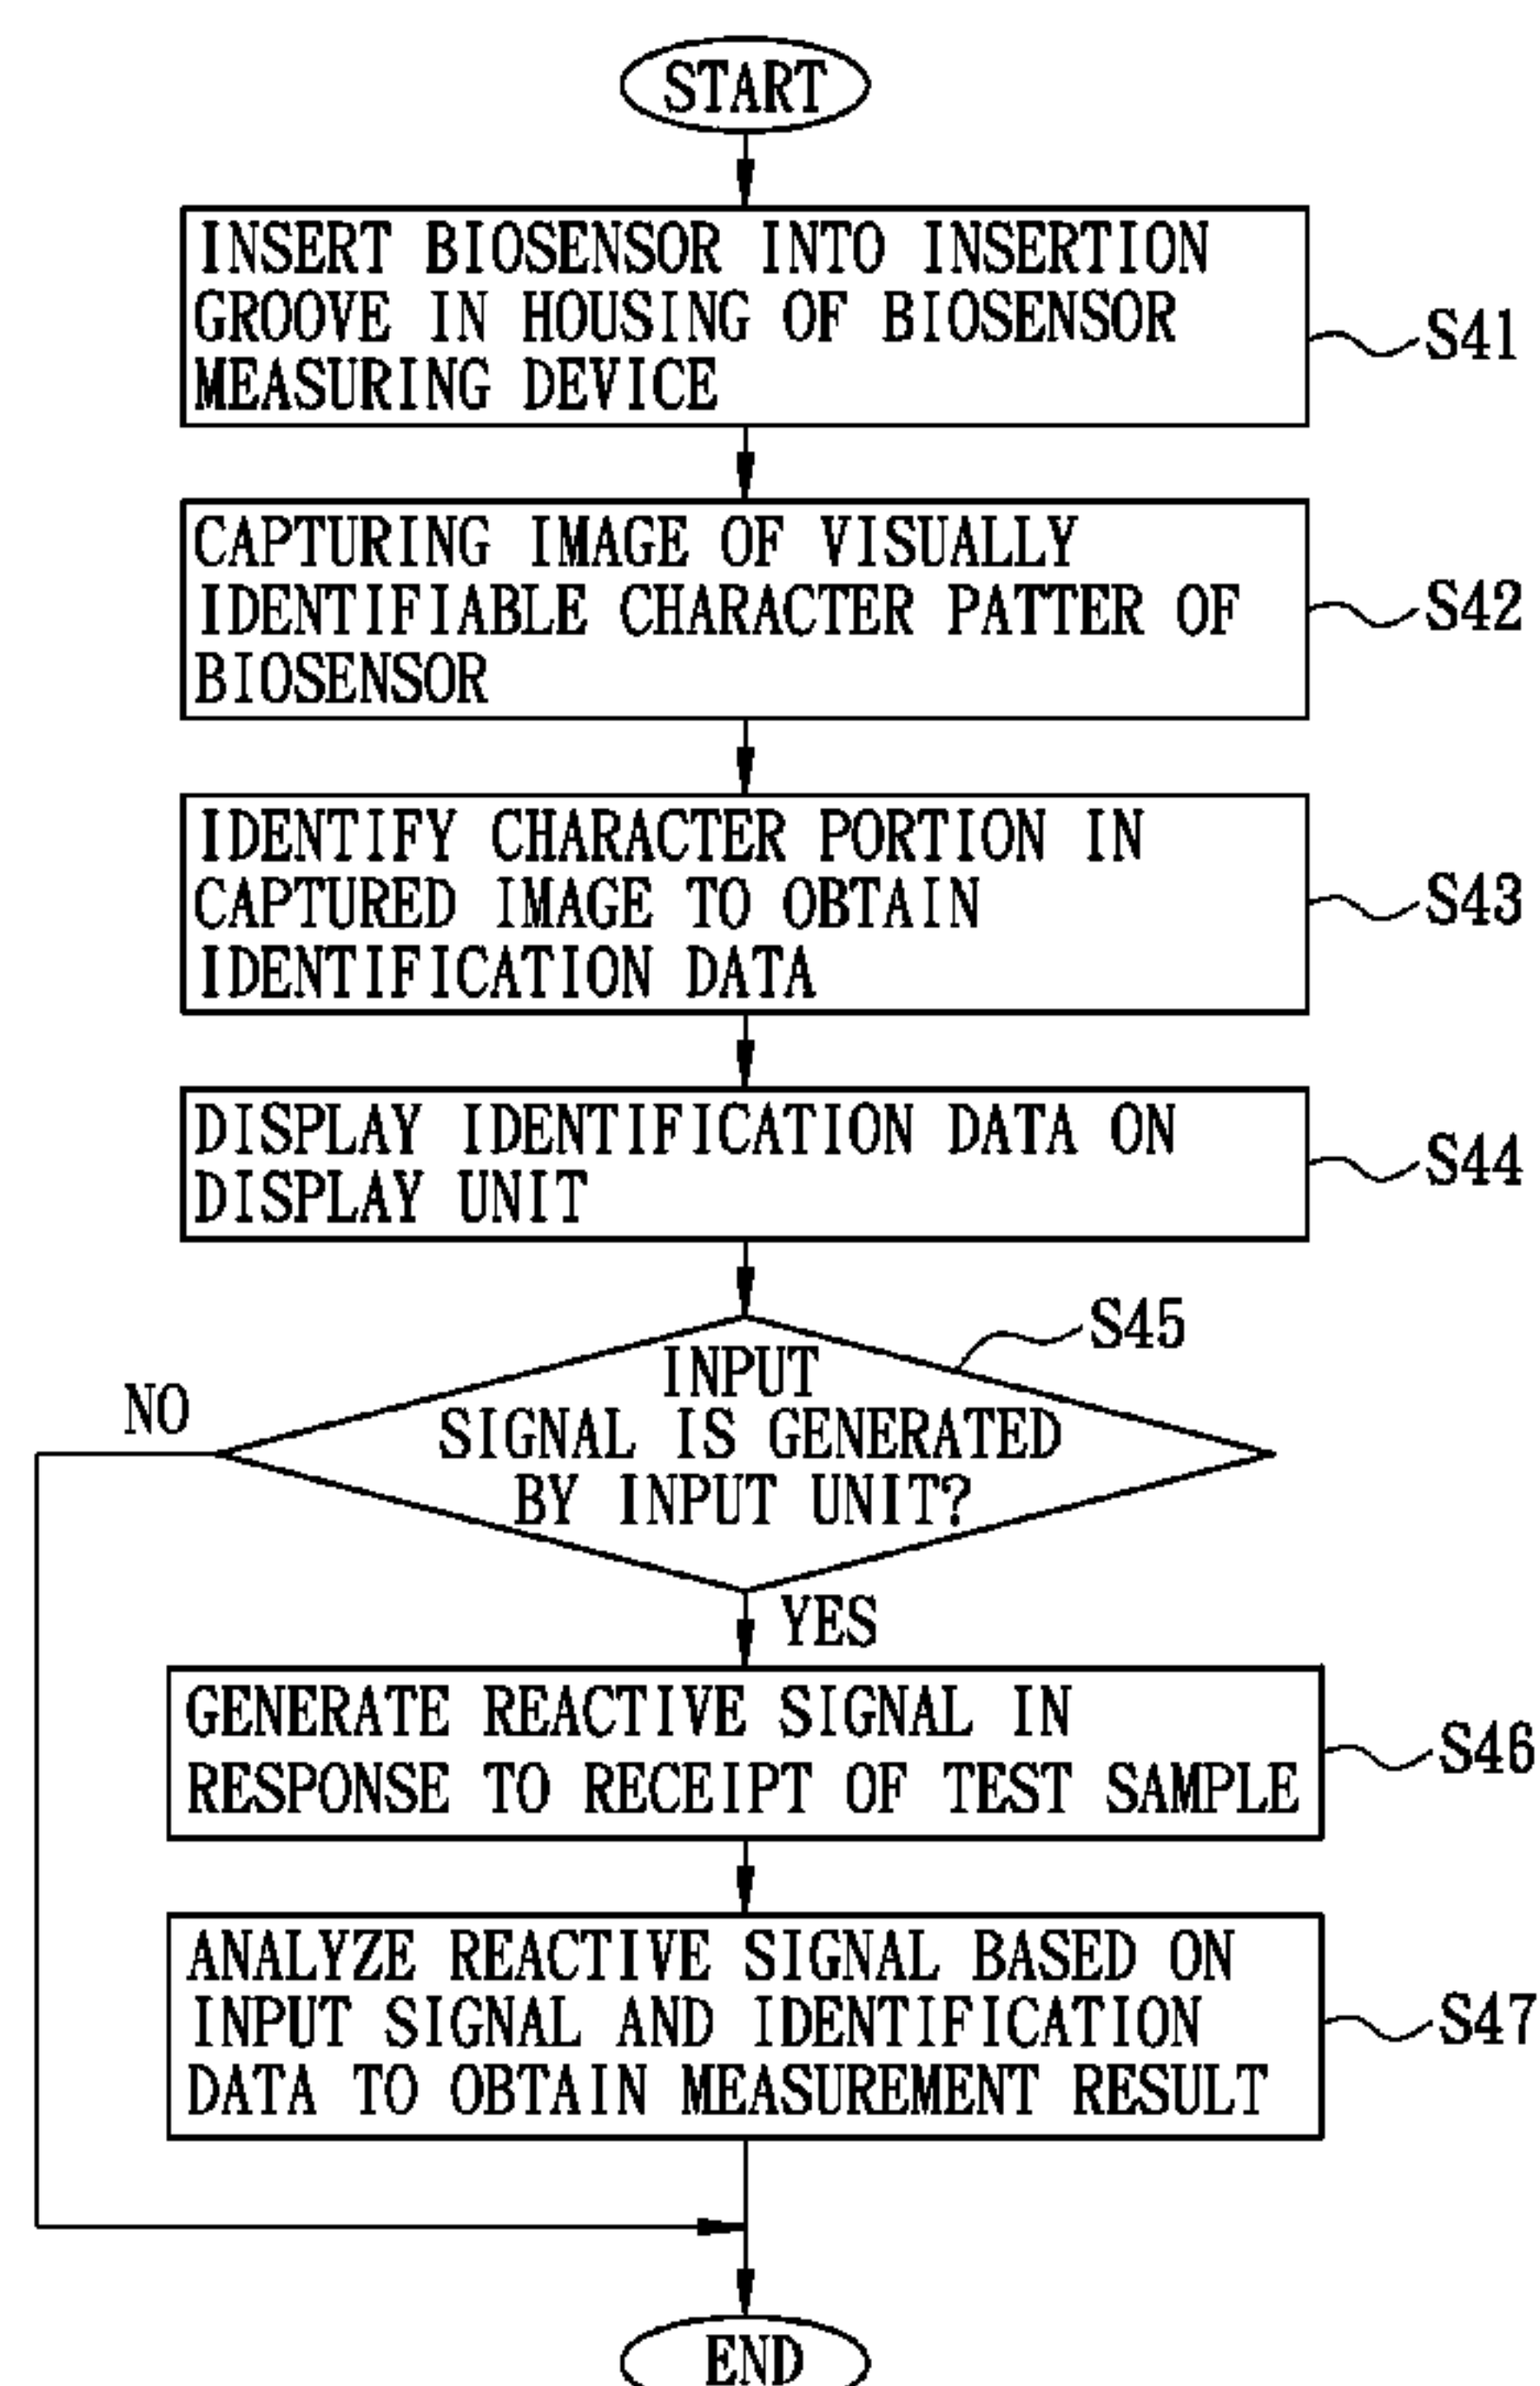 START
INSERT BIOSENSOR INTO INSERTION
GROOVE IN HOUSING OF BIOSENSOR
MEASURING DEVICE
S41
CAPTURING IMAGE OF VISUALLY
IDENTIFIABLE CHARACTER PATTER OF
BIOSENSOR
S42
IDENTIFY CHARACTER PORTION IN
CAPTURED IMAGE TO OBTAIN
IDENTIFICATION DATA
S43
DISPLAY IDENTIFICATION DATA ON
DISPLAY UNIT
S44
S45
INPUT
SIGNAL IS GENERATED
BY INPUT UNIT?
NO
YES
GENERATE REACTIVE SIGNAL IN
RESPONSE TO RECEIPT OF TEST SAMPLE
S46
ANALYZE REACTIVE SIGNAL BASED ON
INPUT SIGNAL AND IDENTIFICATION
DATA TO OBTAIN MEASUREMENT RESULT
S47
END